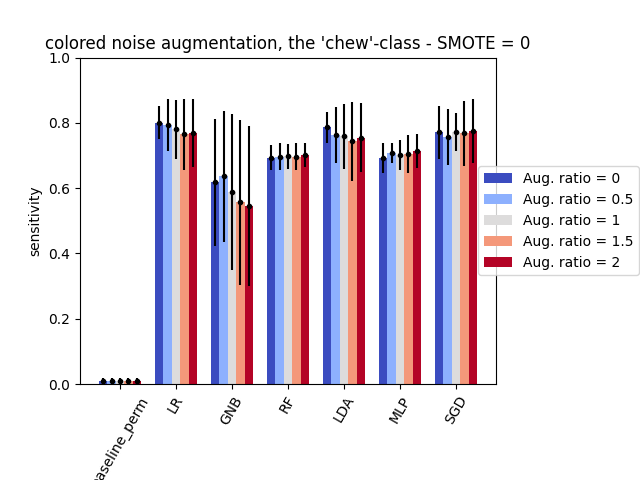 colored noise augmentation, the 'chew'-class - SMOTE = 0
sensitivity
1.0
0.8
0.6
0.4
0.2
0.0
Aug. ratio = 0
Aug. ratio = 0.5
Aug. ratio = 1
Aug. ratio = 1.5
Aug. ratio = 2
aseline_perm
LR
GNB
RF
LDA
MLP
SGD